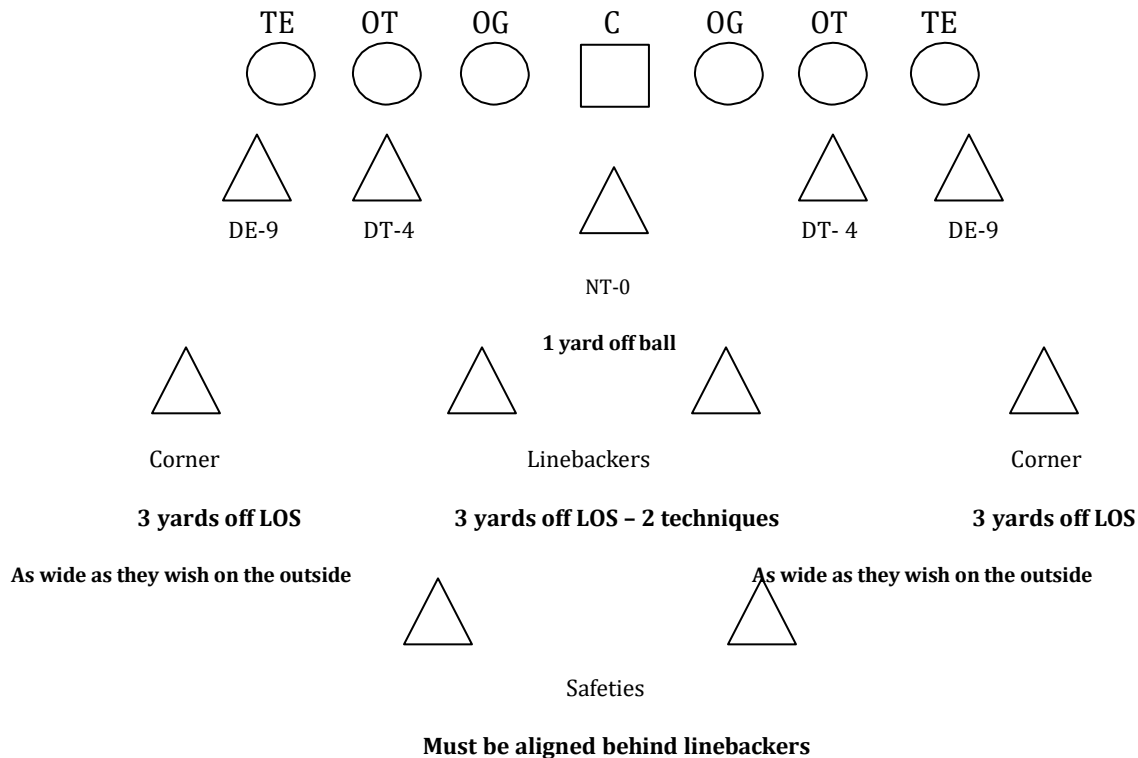 TE OT OG C OG OT TE
DE-9 DT-4 DT- 4 DE-9
NT-0
1 yard off ball
Corner Linebackers Corner
3 yards off LOS 3 yards off LOS – 2 techniques 3 yards off LOS
As wide as they wish on the outside As wide as they wish on the outside
Safeties
Must be aligned behind linebackers